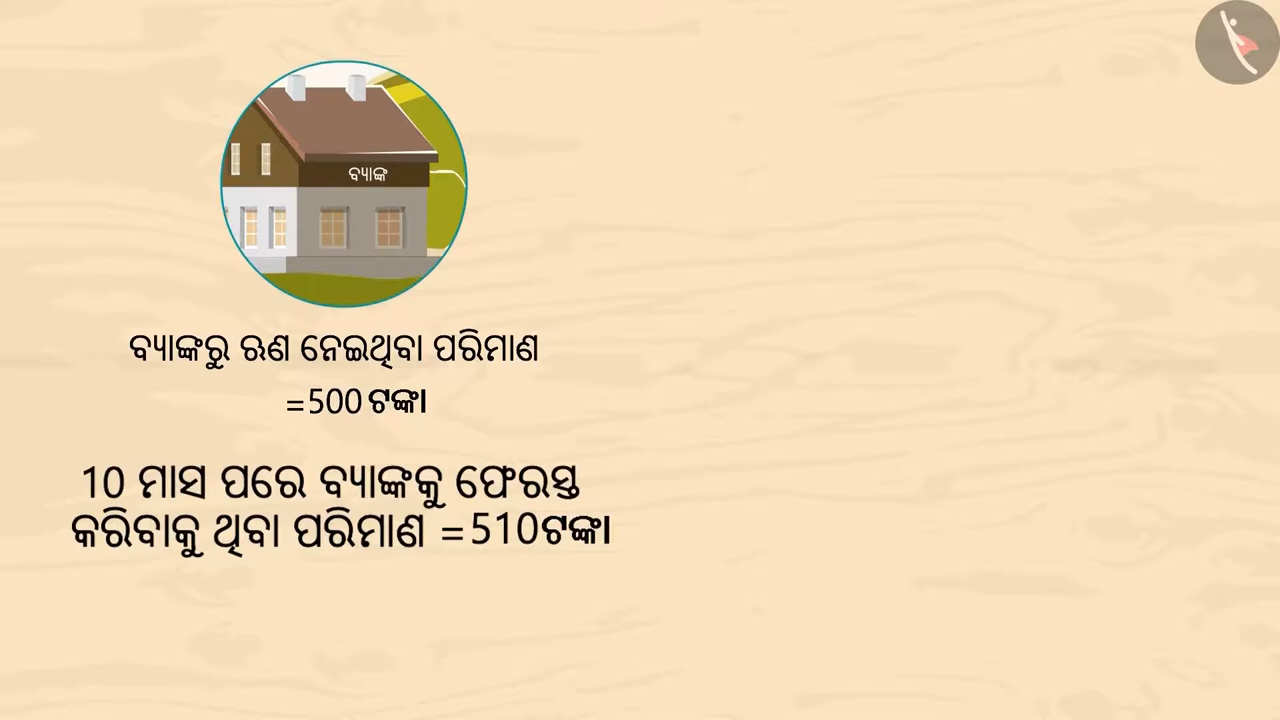 ବ୍ୟାଙ୍କ
ବ୍ୟାଙ୍କରୁ ଋଣ ନେଇଥିବା ପରିମାଣ
=500 ଟଙ୍କା
10 ମାସ ପରେ ବ୍ୟାଙ୍କକୁ ଫେରସ୍ତ
କରିବାକୁ ଥିବା ପରିମାଣ =510ଟଙ୍କା